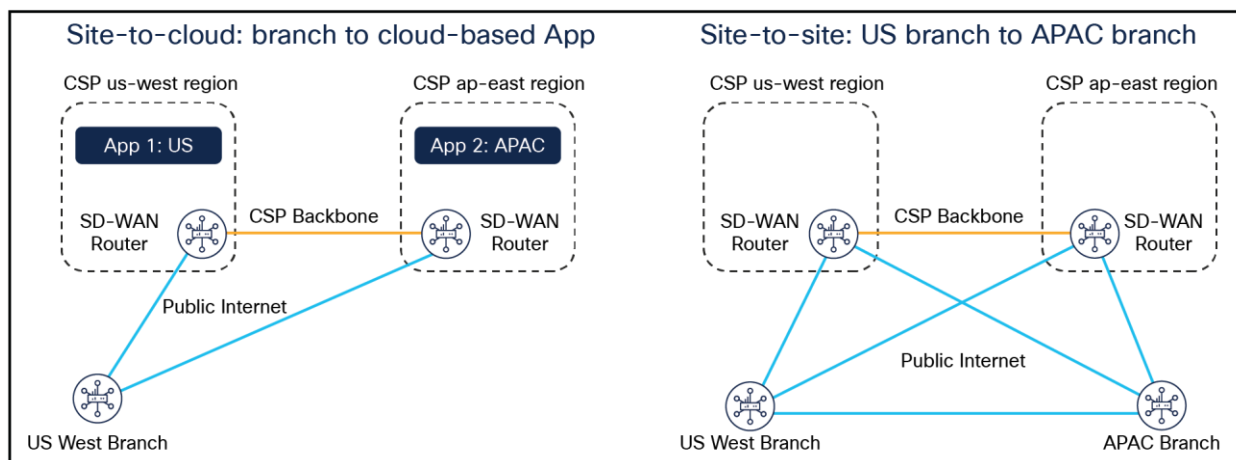 Site-to-cloud: branch to cloud-based App
CSP us-west region
CSP ap-east region
App 1: US
App 2: APAC
SD-WAN
Router
CSP Backbone
SD-WAN
Router
Public Internet
US West Branch
Site-to-site: US branch to APAC branch
CSP us-west region
CSP ap-east region
SD-WAN
Router
CSP Backbone
SD-WAN
Router
Public Internet
US West Branch
APAC Branch